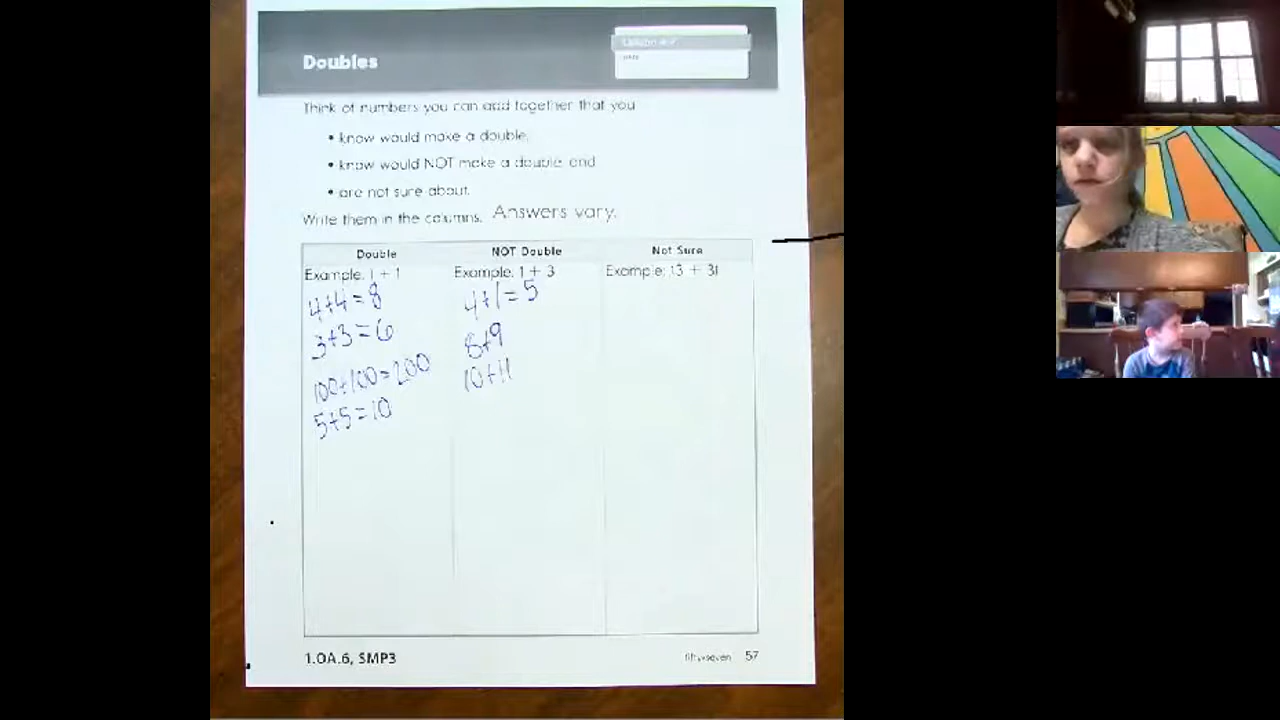 Doubles
Think of numbers you can add together that you
• know would make a double,
• know would NOT make a double, and
• are not sure about.
Write them in the columns. Answers vary.
Double NOT Double Not Sure
Example: 1 + 1 Example: 1 + 3 Example: 13 + 31
4+4=8 4+1=5
3+3=6 8+9
100+100=200 10+11
5+5=10
1.OA.6, SMP3 fifty-seven 57